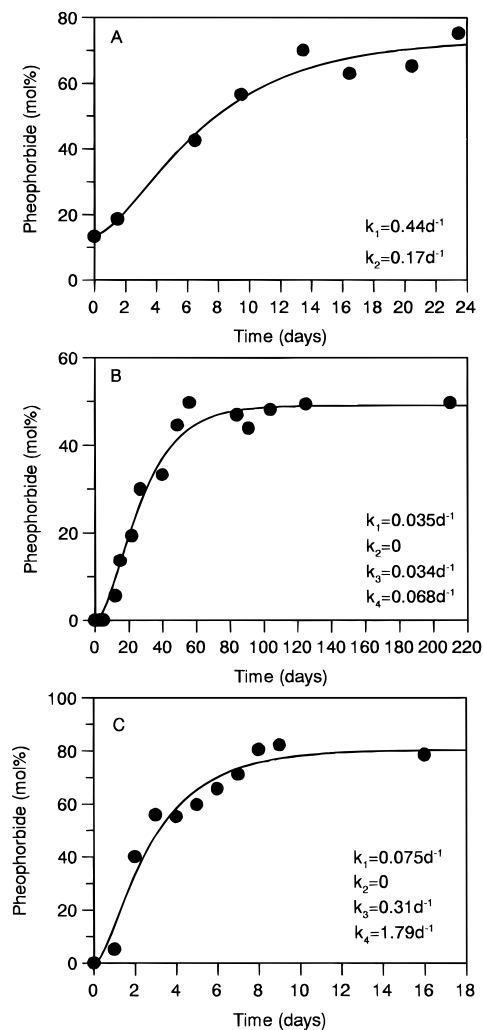 A
80
60
40
20
0
Pheophorbide (mol%)
k₁=0.44d⁻¹
k₂=0.17d⁻¹
0 2 4 6 8 10 12 14 16 18 20 22 24
Time (days)
B
60
40
20
0
Pheophorbide (mol%)
k₁=0.035d⁻¹
k₂=0
k₃=0.034d⁻¹
k₄=0.068d⁻¹
0 20 40 60 80 100 120 140 160 180 200 220
Time (days)
C
100
80
60
40
20
0
Pheophorbide (mol%)
k₁=0.075d⁻¹
k₂=0
k₃=0.31d⁻¹
k₄=1.79d⁻¹
0 2 4 6 8 10 12 14 16 18
Time (days)